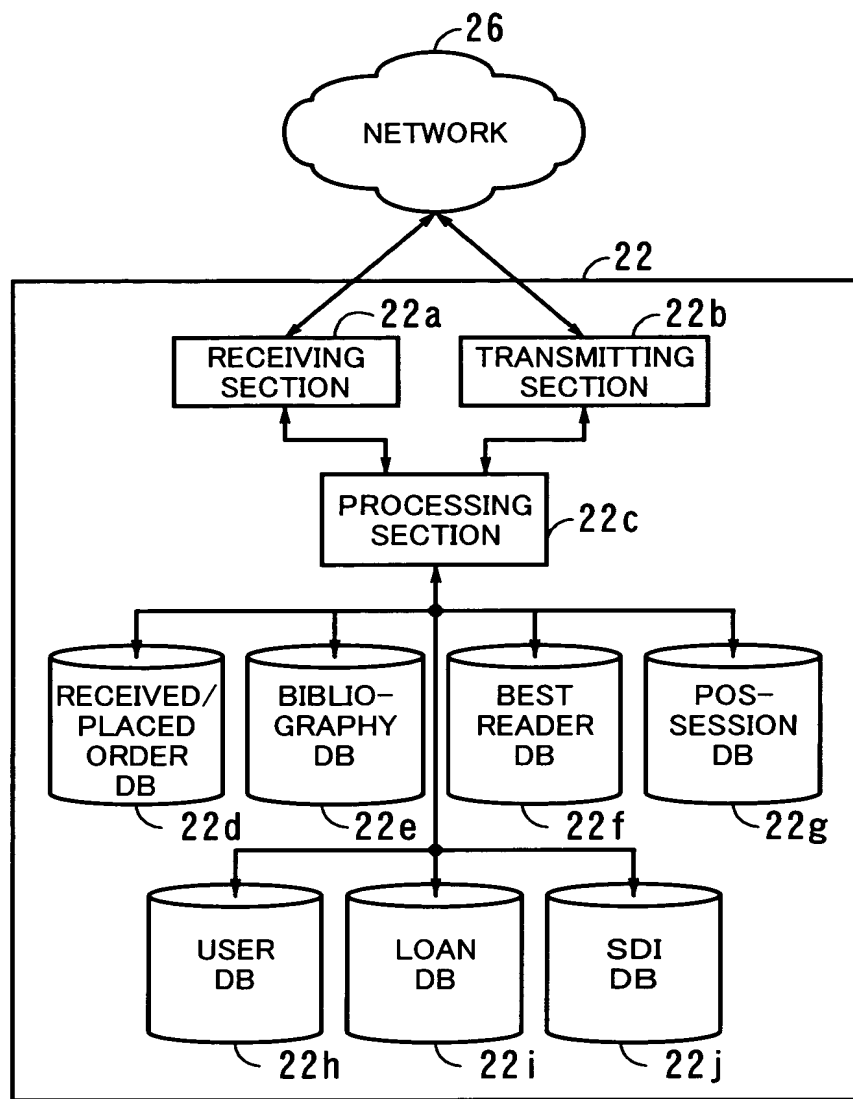 26
NETWORK
22
22a
22b
RECEIVING
SECTION
TRANSMITTING
SECTION
PROCESSING
SECTION
22c
RECEIVED/
PLACED
ORDER
DB
BIBLIO-
GRAPHY
DB
BEST
READER
DB
POS-
SESSION
DB
22d
22e
22f
22g
USER
DB
LOAN
DB
SDI
DB
22h
22i
22j